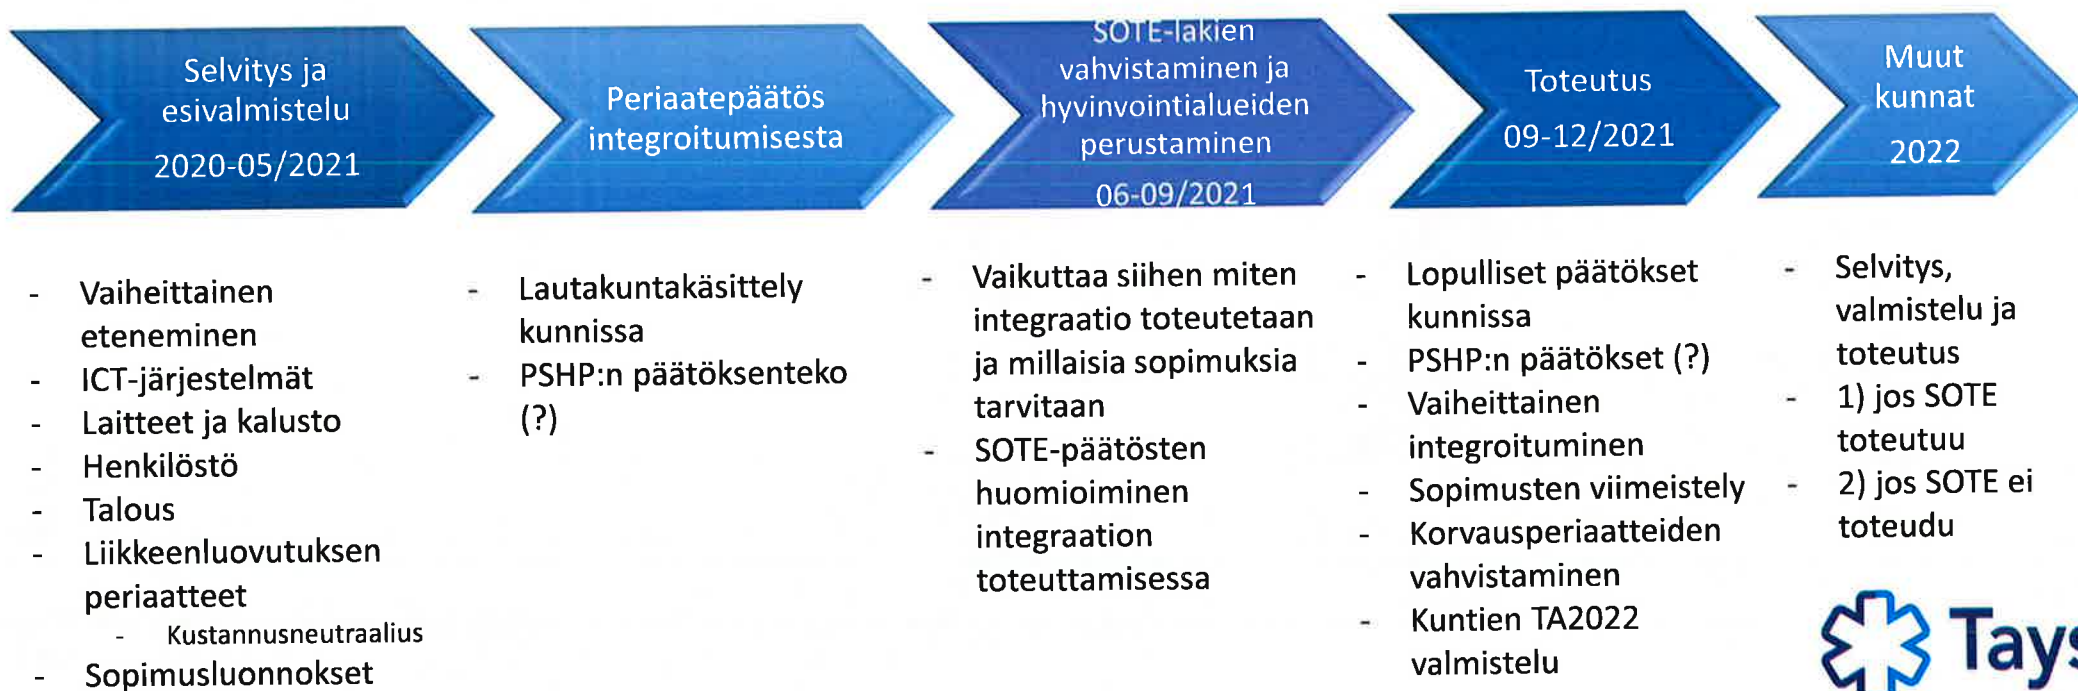 Selvitys ja
esivalmistelu
2020-05/2021
Periaatepäätös
integroitumisesta
SOTE-lakien
vahvistaminen ja
hyvinvointialueiden
perustaminen
06-09/2021
Toteutus
09-12/2021
Muut
kunnat
2022
- Vaiheittainen
eteneminen
- ICT-järjestelmät
- Laitteet ja kalusto
- Henkilöstö
- Talous
- Liikkeenluovutuksen
periaatteet
- Kustannusneutraalius
- Sopimusluonnokset
- Lautakuntakäsittely
kunnissa
- PSHP:n päätöksenteko
(?)
- Vaikuttaa siihen miten
integraatio toteutetaan
ja millaisia sopimuksia
tarvitaan
- SOTE-päätösten
huomioiminen
integraation
toteuttamisessa
- Lopulliset päätökset
kunnissa
- PSHP:n päätökset (?)
- Vaiheittainen
integroituminen
- Sopimusten viimeistely
- Korvausperiaatteiden
vahvistaminen
- Kuntien TA2022
valmistelu
- Selvitys,
valmistelu ja
toteutus
- 1) jos SOTE
toteutuu
- 2) jos SOTE ei
toteudu
Tays